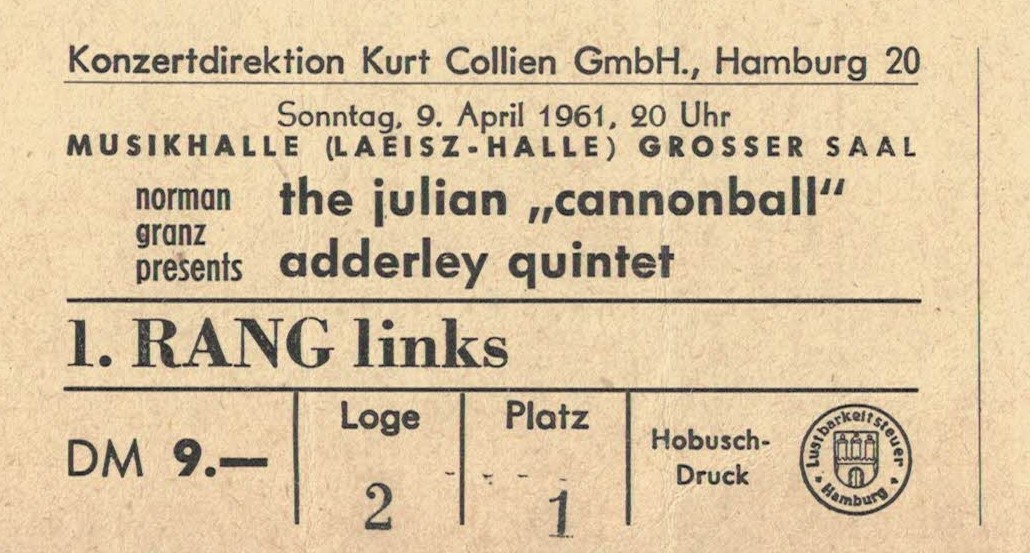 Konzertdirektion Kurt Collien GmbH., Hamburg 20
Sonntag, 9. April 1961, 20 Uhr
MUSIKHALLE (LAEISZ-HALLE) GROSSER SAAL
norman
granz
presents
the julian „cannonball“
adderley quintet
1. RANG links
DM 9.—
Loge
2
Platz
1
Hobusch-
Druck
Lustbarkeitsteuer
Hamburg